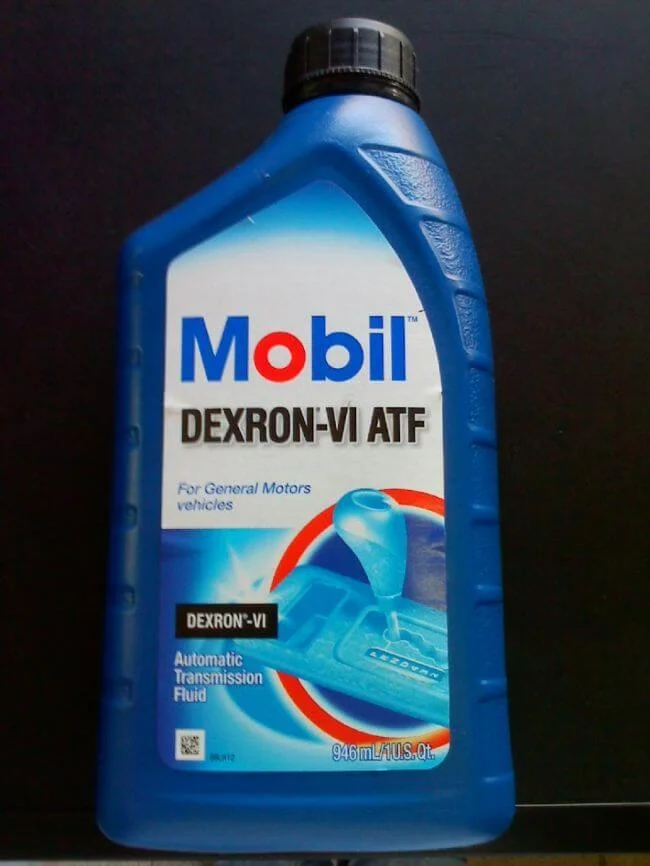 Mobil™
DEXRON®-VI ATF
For General Motors
vehicles
DEXRON®-VI
Automatic
Transmission
Fluid
946 mL/1 U.S. Qt.